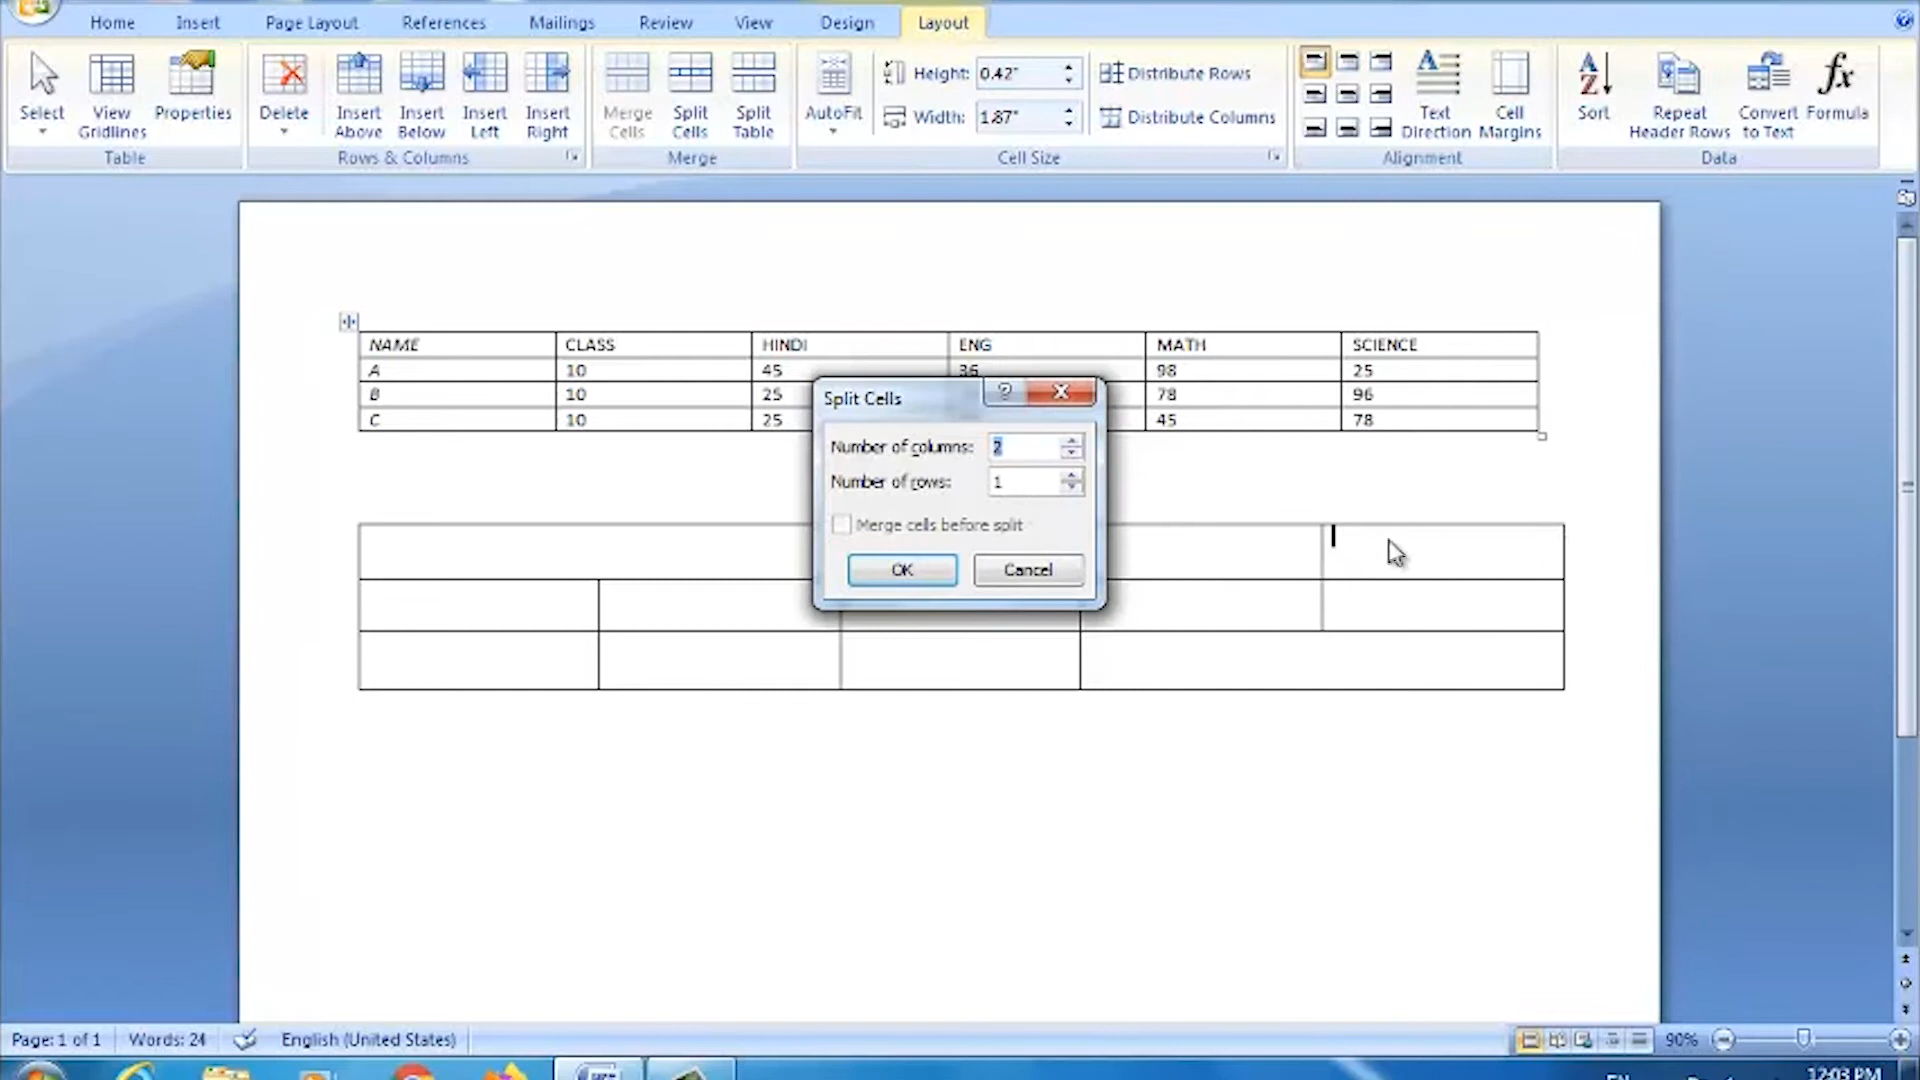 Home Insert Page Layout References Mailings Review View Design Layout
Select View Gridlines Properties Delete Insert Above Insert Below Insert Left Insert Right Merge Cells Split Cells Split Table AutoFit Height: 0.42" Width: 1.87" Distribute Rows Distribute Columns Text Direction Cell Margins Sort Repeat Header Rows Convert to Text Formula
Table Rows & Columns Merge Cell Size Alignment Data
NAME CLASS HINDI ENG MATH SCIENCE
A 10 45 36 98 25
B 10 25 78 96
C 10 25 45 78
Split Cells
Number of columns: 2
Number of rows: 1
Merge cells before split
OK Cancel
Page: 1 of 1 Words: 24 English (United States) 90%
12:03 PM